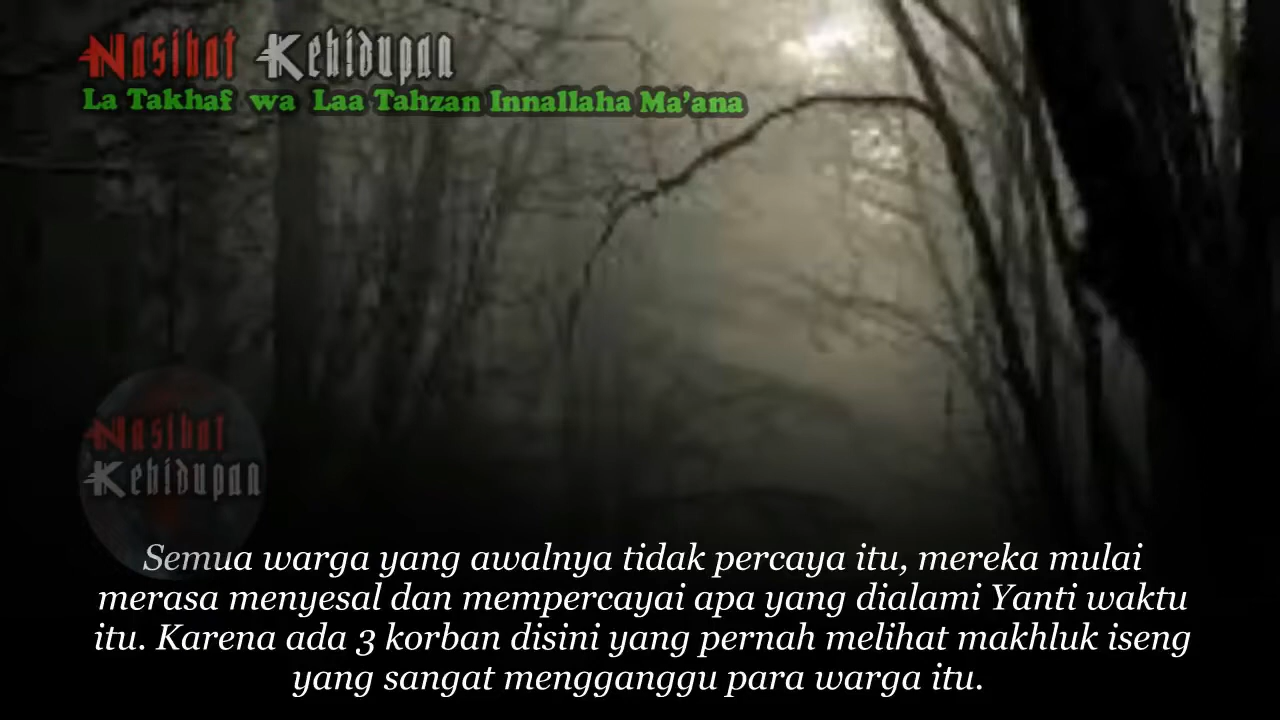 Nasihat Kehidupan
La Takhaf wa Laa Tahzan Innallaha Ma'ana
Nasihat
Kehidupan
Semua warga yang awalnya tidak percaya itu, mereka mulai
merasa menyesal dan mempercayai apa yang dialami Yanti waktu
itu. Karena ada 3 korban disini yang pernah melihat makhluk iseng
yang sangat mengganggu para warga itu.